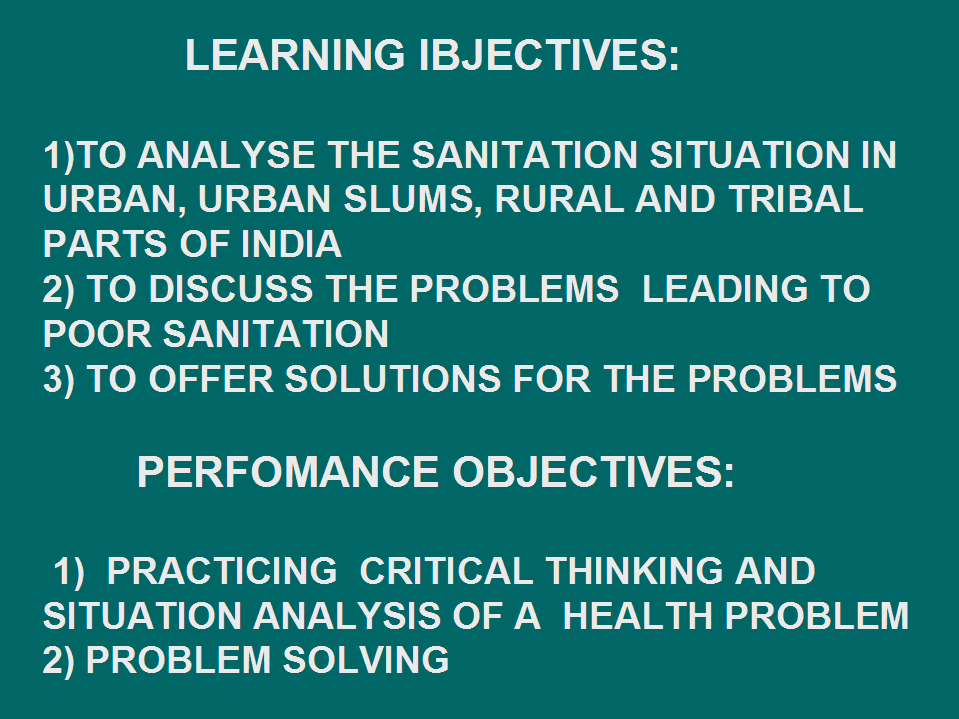 LEARNING IBJECTIVES:
1)TO ANALYSE THE SANITATION SITUATION IN
URBAN, URBAN SLUMS, RURAL AND TRIBAL
PARTS OF INDIA
2) TO DISCUSS THE PROBLEMS  LEADING TO
POOR SANITATION
3) TO OFFER SOLUTIONS FOR THE PROBLEMS
PERFOMANCE OBJECTIVES:
1)  PRACTICING  CRITICAL THINKING AND
SITUATION ANALYSIS OF A  HEALTH PROBLEM
2) PROBLEM SOLVING